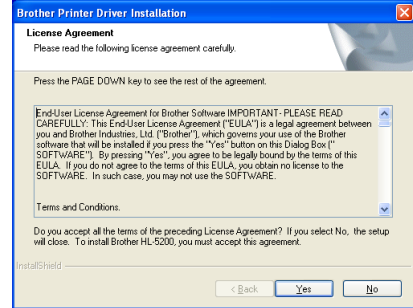 Brother Printer Driver Installation
License Agreement
Please read the following license agreement carefully.
Press the PAGE DOWN key to see the rest of the agreement.
End-User License Agreement for Brother Software IMPORTANT- PLEASE READ
CAREFULLY: This End-User License Agreement ("EULA") is a legal agreement between
you and Brother Industries, Ltd. ("Brother"), which governs your use of the Brother
software that will be installed if you press the "Yes" button on this Dialog Box ("
SOFTWARE"). By pressing "Yes", you agree to be legally bound by the terms of this
EULA. If you do not agree to the terms of this EULA, you obtain no license to the
SOFTWARE. In such case, you may not use the SOFTWARE.
Terms and Conditions.
Do you accept all the terms of the preceding License Agreement? If you select No, the setup
will close. To install Brother HL-5200, you must accept this agreement.
InstallShield
< Back
Yes
No